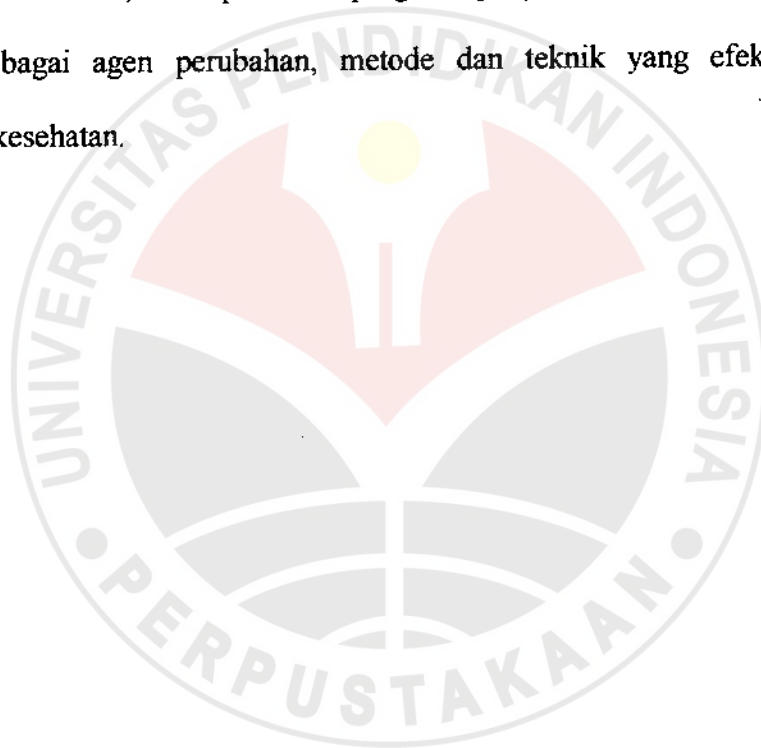 bagai agen perubahan, metode dan teknik yang efek
kesehatan.
UNIVERSITAS PENDIDIKAN INDONESIA
PERPUSTAKAAN